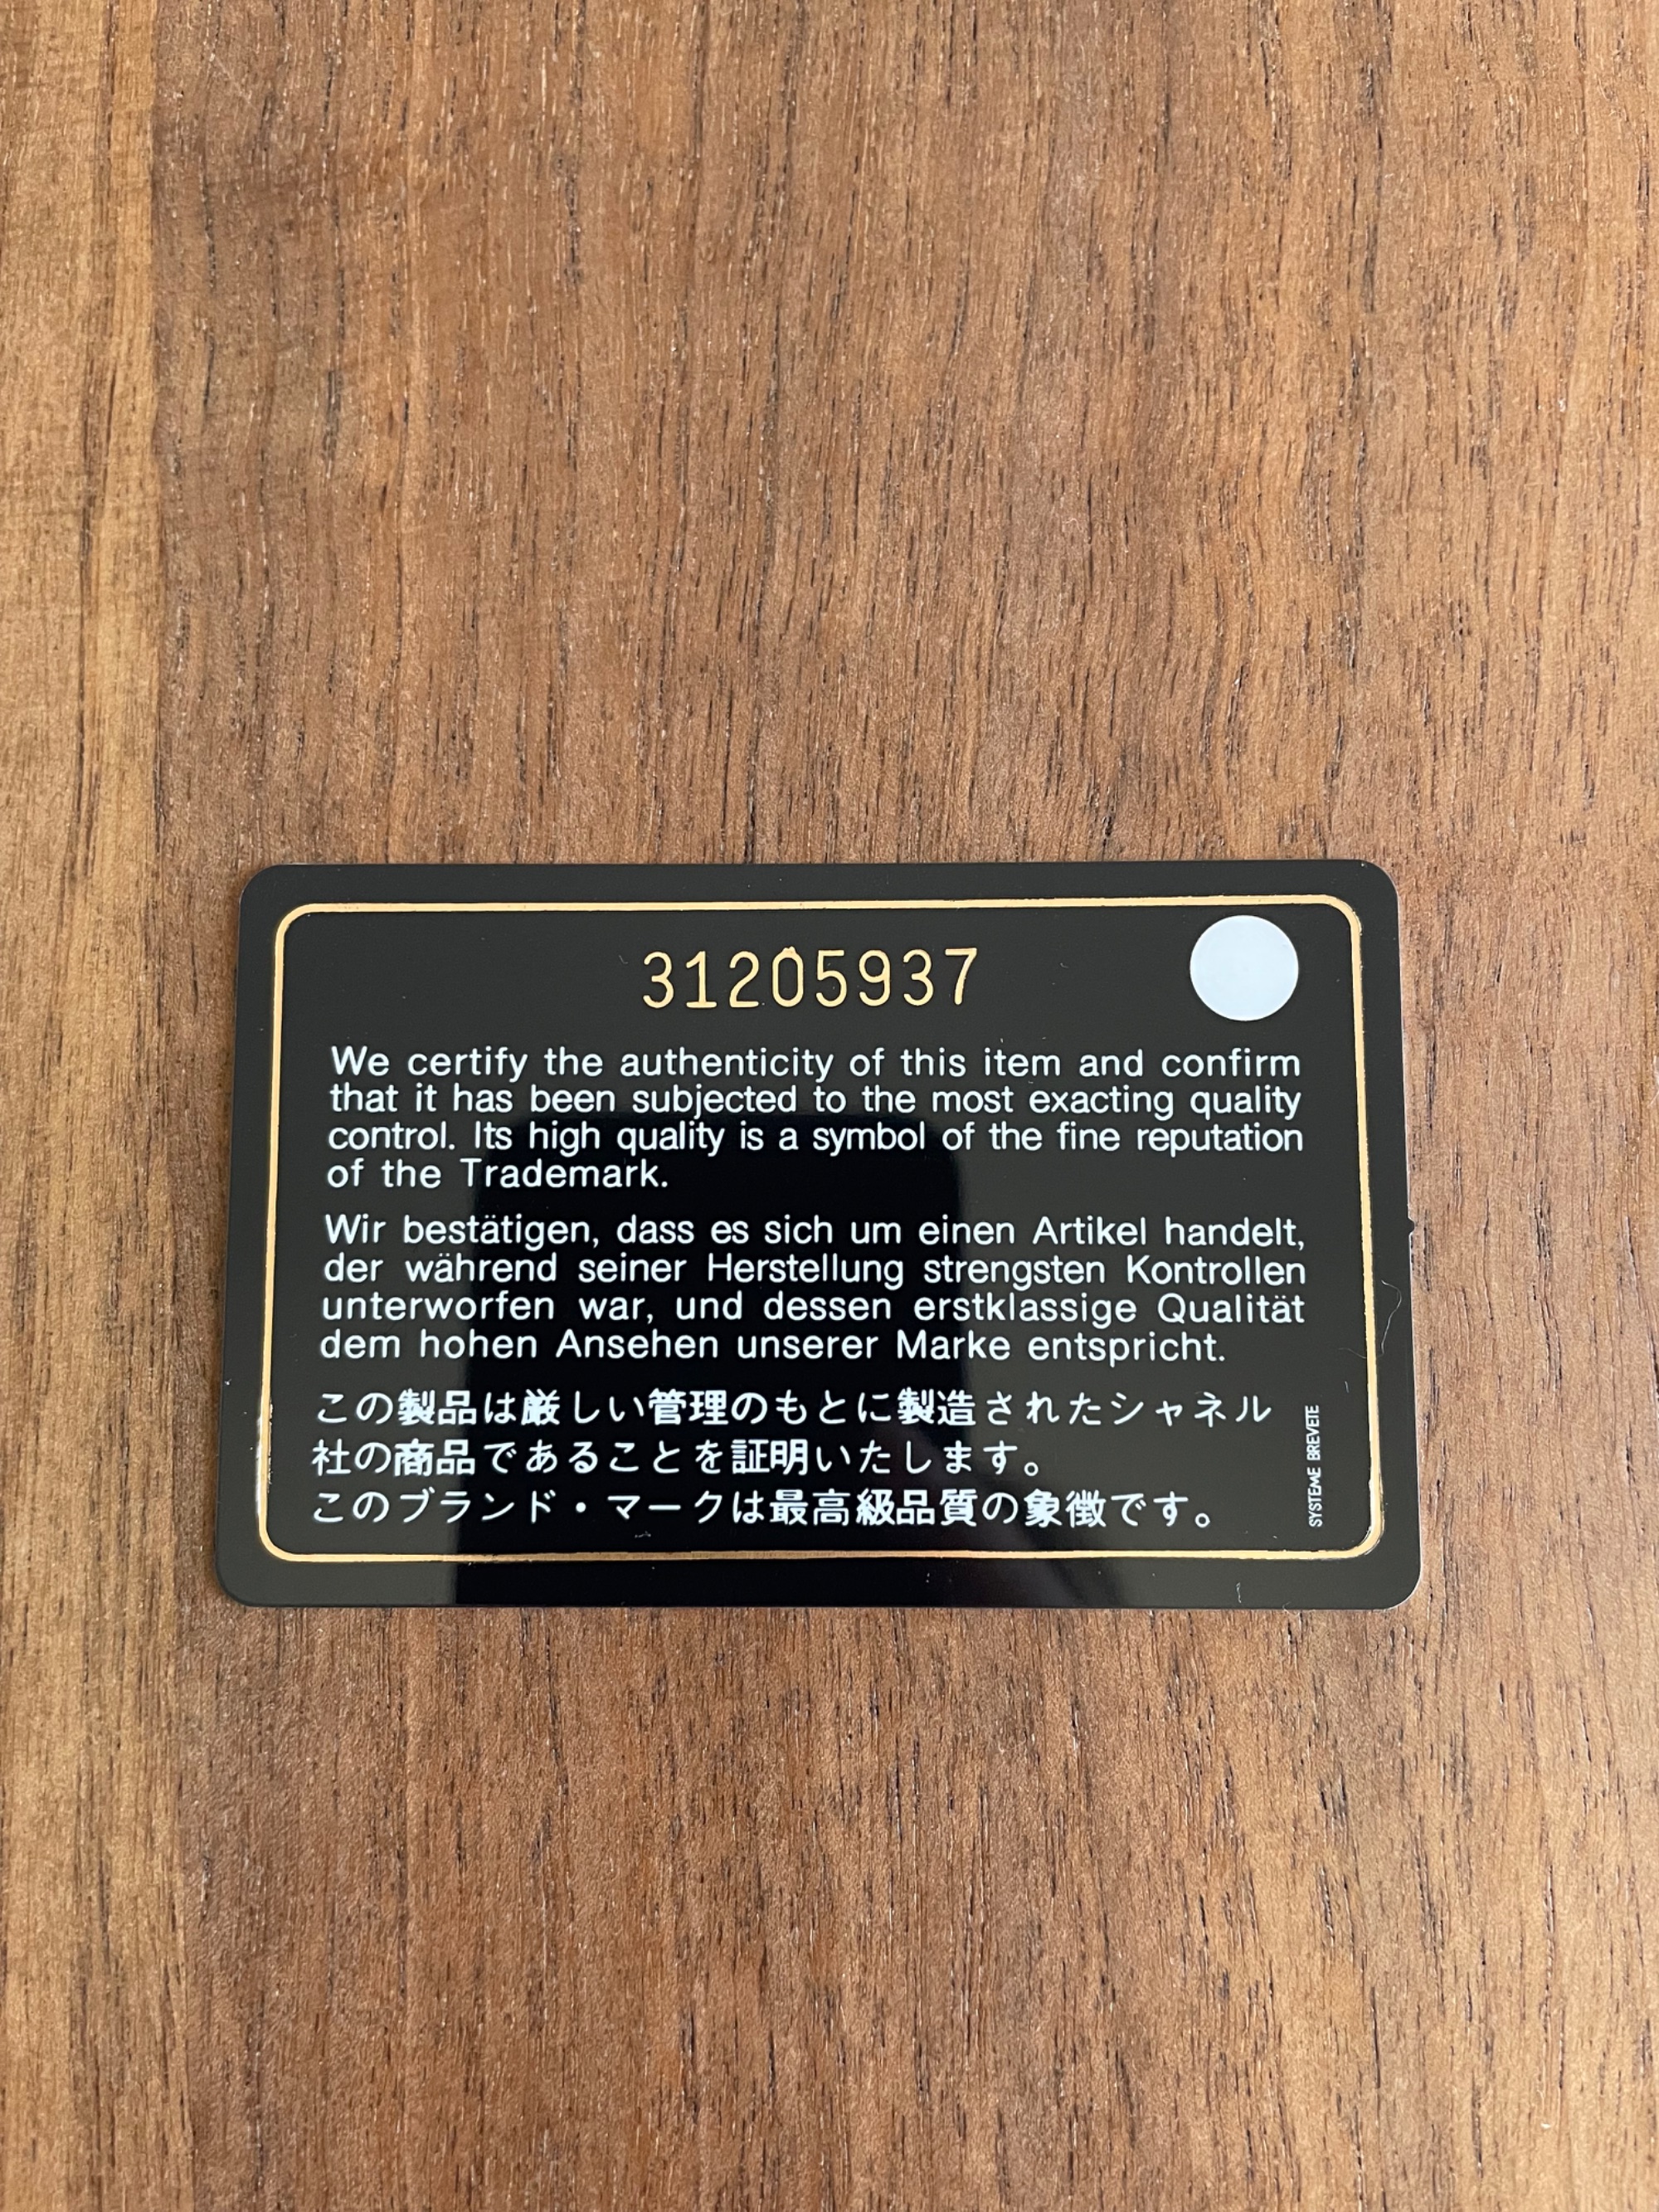 31205937
We certify the authenticity of this item and confirm
that it has been subjected to the most exacting quality
control. Its high quality is a symbol of the fine reputation
of the Trademark.
Wir bestätigen, dass es sich um einen Artikel handelt,
der während seiner Herstellung strengsten Kontrollen
unterworfen war, und dessen erstklassige Qualität
dem hohen Ansehen unserer Marke entspricht.
この製品は厳しい管理のもとに製造されたシャネル
社の商品であることを証明いたします。
このブランド・マークは最高級品質の象徴です。
SYSTEME BREVETE